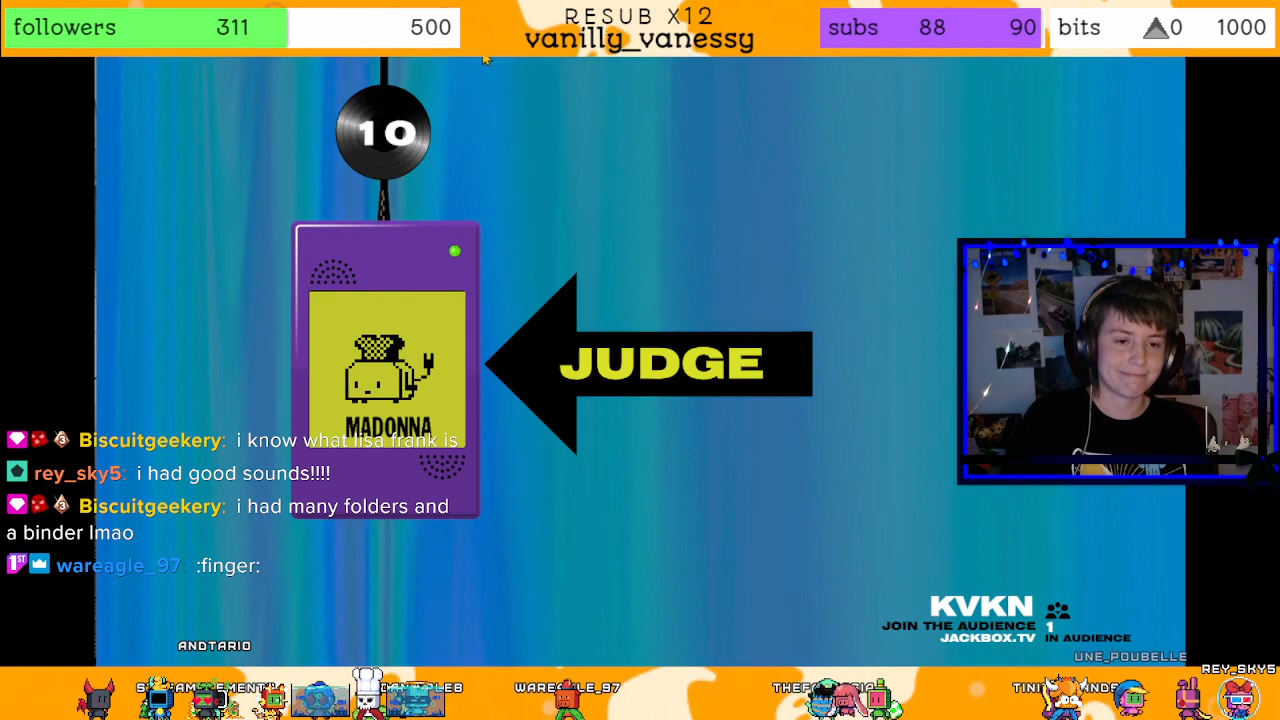 followers 311 500
RESUB X12
vanilly_vanessy
subs 88 90
bits 0 1000
10
MADONNA
JUDGE
Biscuitgeekery: i know what lisa frank is
rey_sky5: i had good sounds!!!!
Biscuitgeekery: i had many folders and
a binder lmao
1ST wareagle_97 :finger:
KVKN
JOIN THE AUDIENCE 1
JACKBOX.TV IN AUDIENCE
ANDTARIO
UNE_POUBELLE
REY_SKY5
WAREAGLE_97